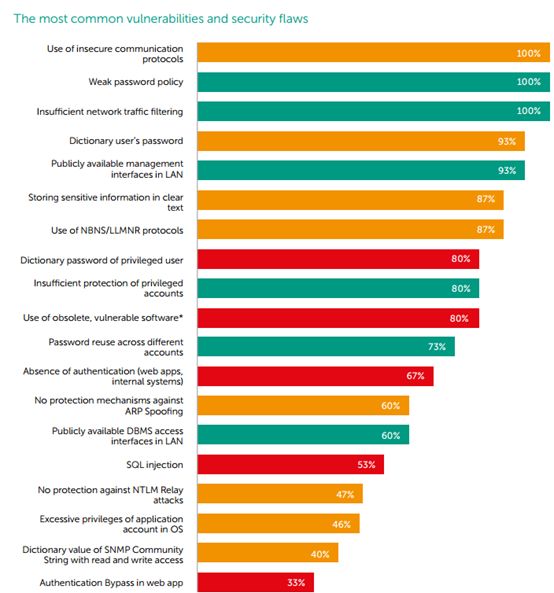 The most common vulnerabilities and security flaws
Use of insecure communication
protocols
100%
Weak password policy
100%
Insufficient network traffic filtering
100%
Dictionary user's password
93%
Publicly available management
interfaces in LAN
93%
Storing sensitive information in clear
text
87%
Use of NBNS/LLMNR protocols
87%
Dictionary password of privileged user
80%
Insufficient protection of privileged
accounts
80%
Use of obsolete, vulnerable software*
80%
Password reuse across different
accounts
73%
Absence of authentication (web apps,
internal systems)
67%
No protection mechanisms against
ARP Spoofing
60%
Publicly available DBMS access
interfaces in LAN
60%
SQL injection
53%
No protection against NTLM Relay
attacks
47%
Excessive privileges of application
account in OS
46%
Dictionary value of SNMP Community
String with read and write access
40%
Authentication Bypass in web app
33%